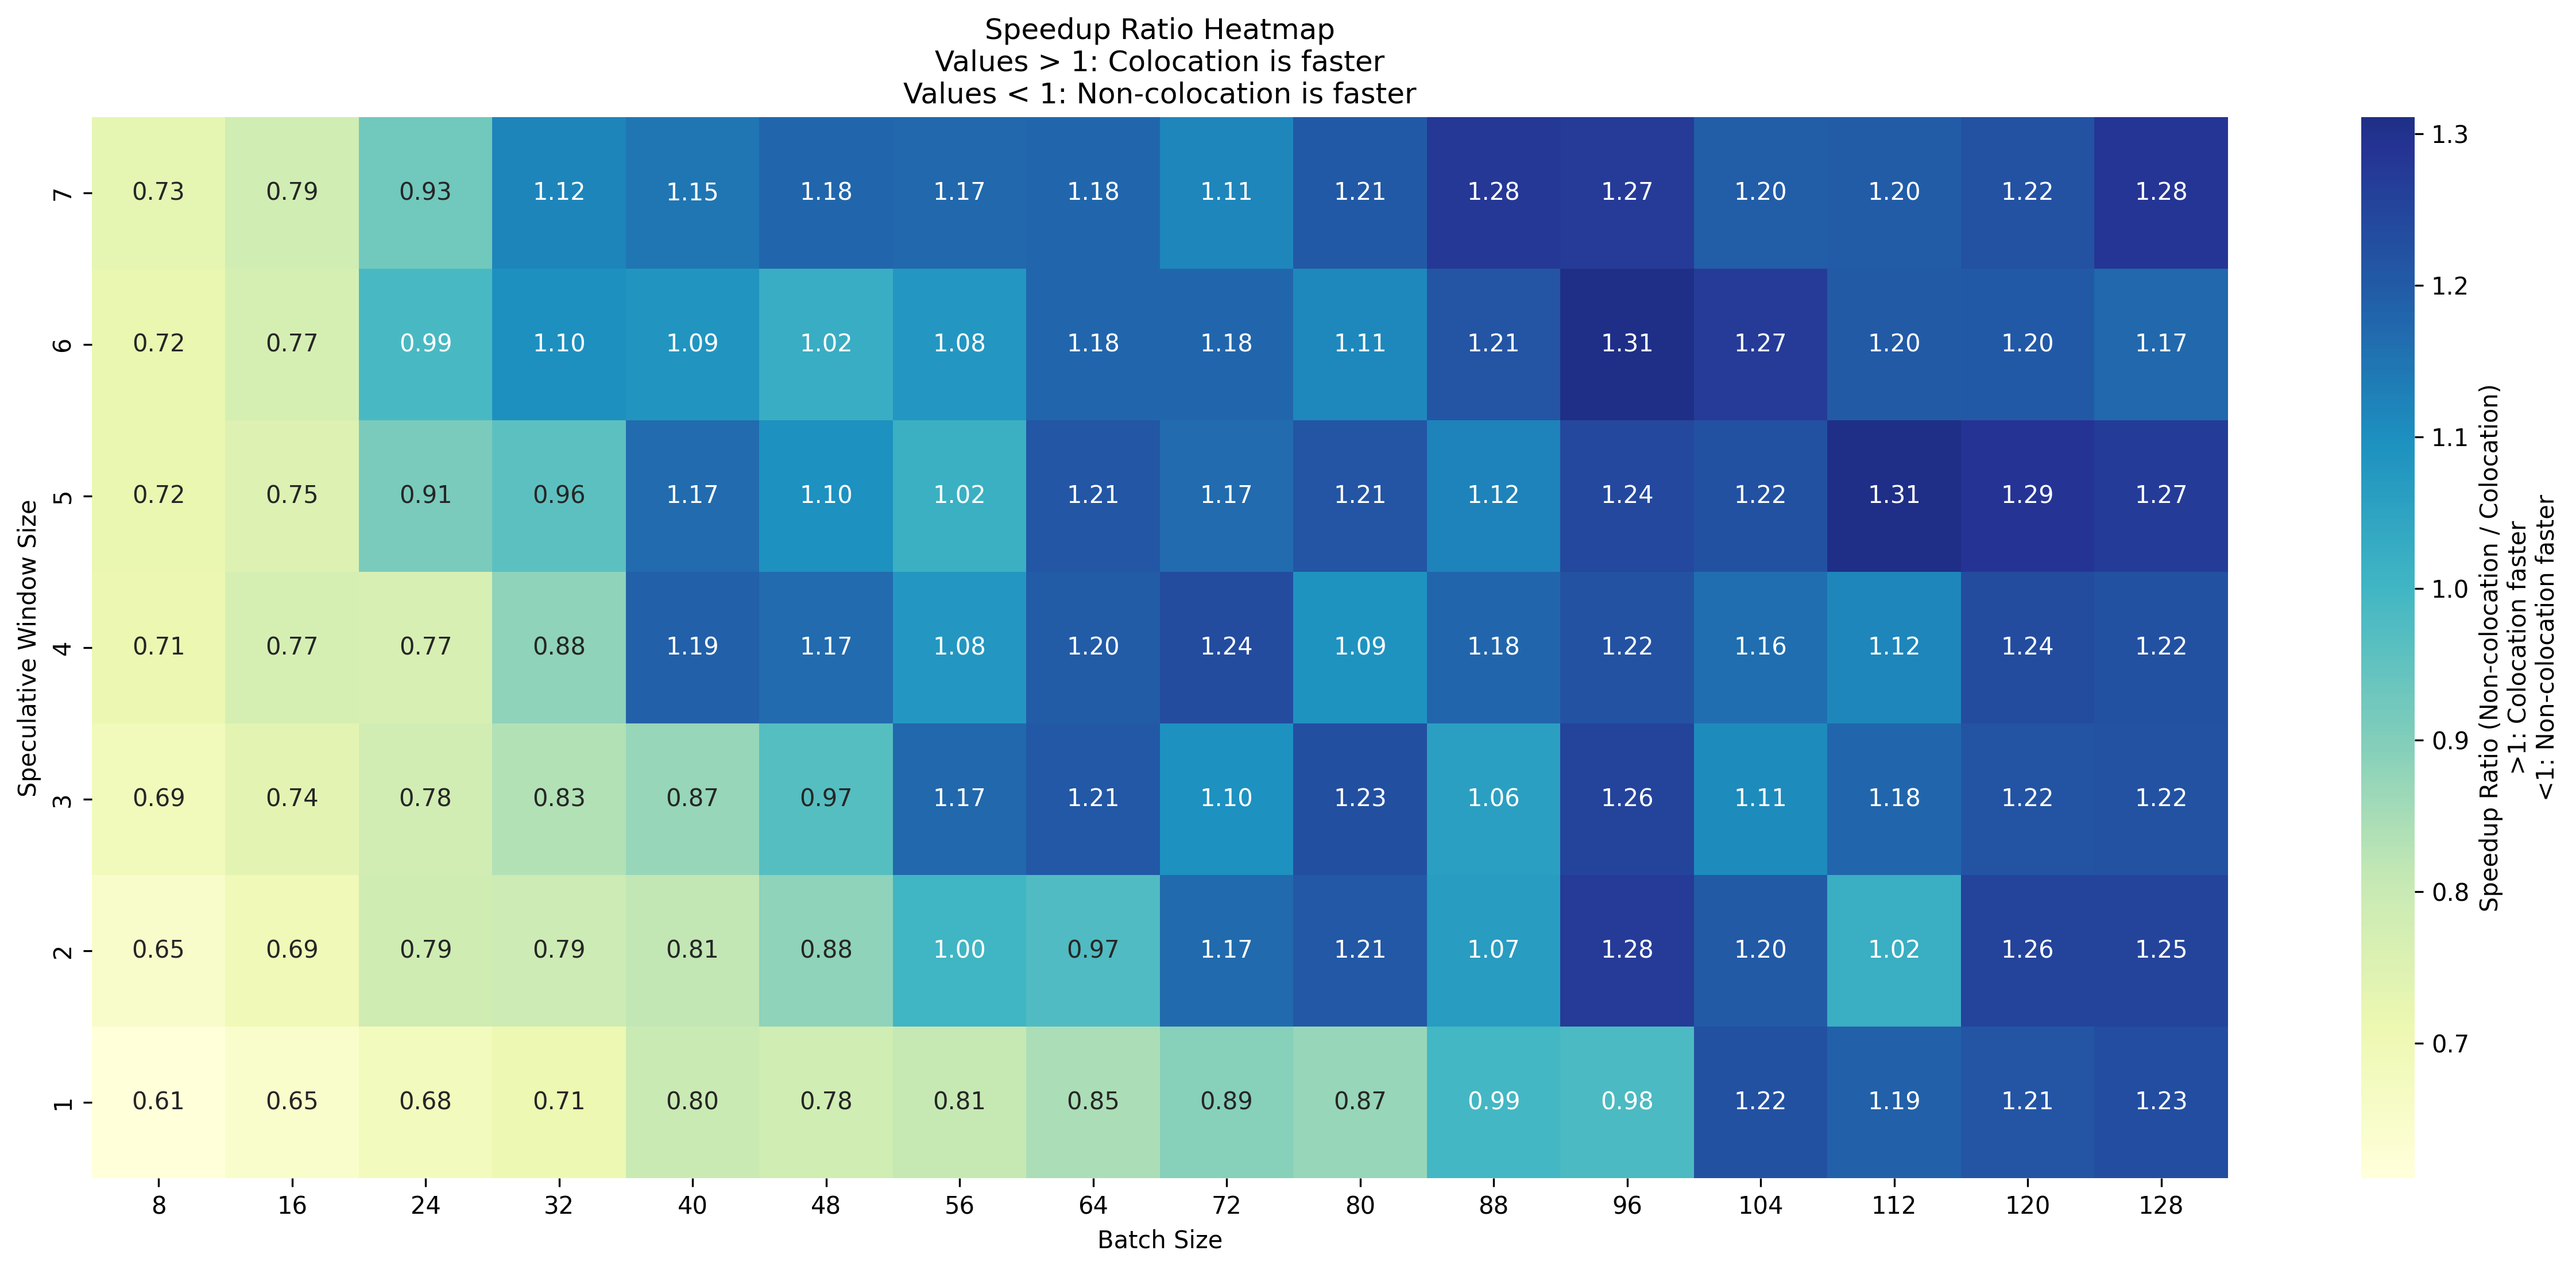 Speedup Ratio Heatmap
Values > 1: Colocation is faster
Values < 1: Non-colocation is faster
Speculative Window Size
7 0.73 0.79 0.93 1.12 1.15 1.18 1.17 1.18 1.11 1.21 1.28 1.27 1.20 1.20 1.22 1.28
6 0.72 0.77 0.99 1.10 1.09 1.02 1.08 1.18 1.18 1.11 1.21 1.31 1.27 1.20 1.20 1.17
5 0.72 0.75 0.91 0.96 1.17 1.10 1.02 1.21 1.17 1.21 1.12 1.24 1.22 1.31 1.29 1.27
4 0.71 0.77 0.77 0.88 1.19 1.17 1.08 1.20 1.24 1.09 1.18 1.22 1.16 1.12 1.24 1.22
3 0.69 0.74 0.78 0.83 0.87 0.97 1.17 1.21 1.10 1.23 1.06 1.26 1.11 1.18 1.22 1.22
2 0.65 0.69 0.79 0.79 0.81 0.88 1.00 0.97 1.17 1.21 1.07 1.28 1.20 1.02 1.26 1.25
1 0.61 0.65 0.68 0.71 0.80 0.78 0.81 0.85 0.89 0.87 0.99 0.98 1.22 1.19 1.21 1.23
8 16 24 32 40 48 56 64 72 80 88 96 104 112 120 128
Batch Size
1.3
1.2
1.1
1.0
0.9
0.8
0.7
Speedup Ratio (Non-colocation / Colocation)
>1: Colocation faster
<1: Non-colocation faster